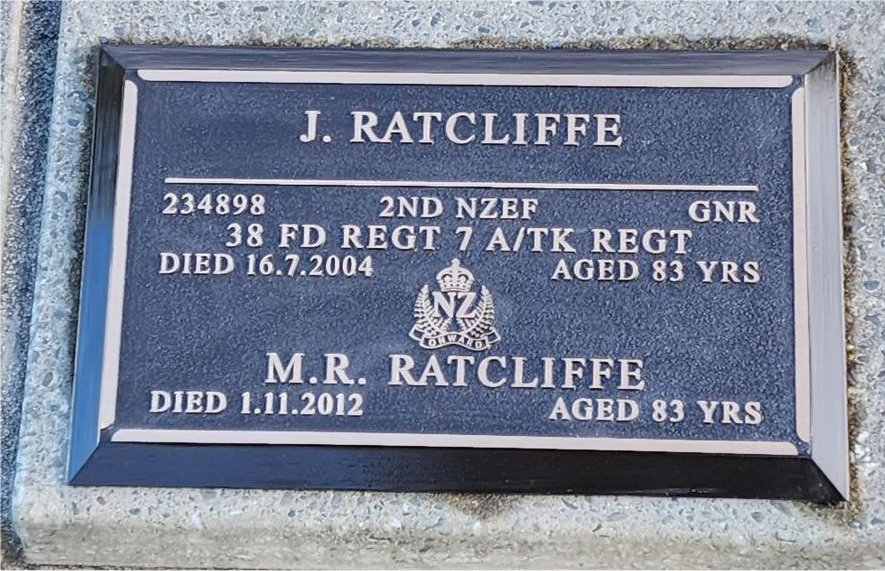 J. RATCLIFFE
234898 2ND NZEF GNR
38 FD REGT 7 A/TK REGT
DIED 16.7.2004 AGED 83 YRS
NZ
ONWARD
M.R. RATCLIFFE
DIED 1.11.2012 AGED 83 YRS